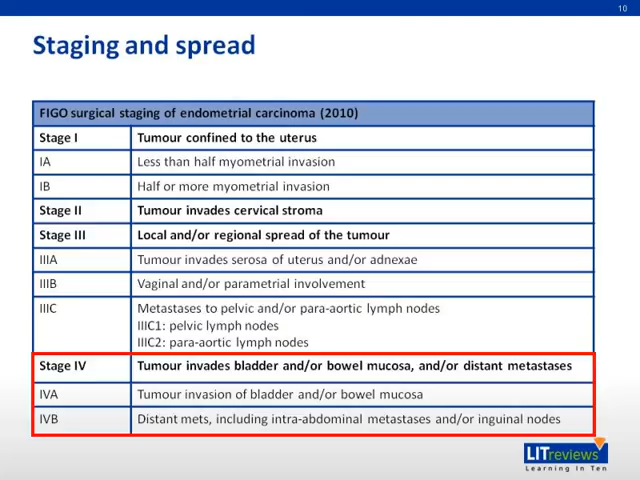 10
Staging and spread
FIGO surgical staging of endometrial carcinoma (2010)
Stage I Tumour confined to the uterus
IA Less than half myometrial invasion
IB Half or more myometrial invasion
Stage II Tumour invades cervical stroma
Stage III Local and/or regional spread of the tumour
IIIA Tumour invades serosa of uterus and/or adnexae
IIIB Vaginal and/or parametrial involvement
IIIC Metastases to pelvic and/or para-aortic lymph nodes
IIIC1: pelvic lymph nodes
IIIC2: para-aortic lymph nodes
Stage IV Tumour invades bladder and/or bowel mucosa, and/or distant metastases
IVA Tumour invasion of bladder and/or bowel mucosa
IVB Distant mets, including intra-abdominal metastases and/or inguinal nodes
LITreviews
Learning In Ten